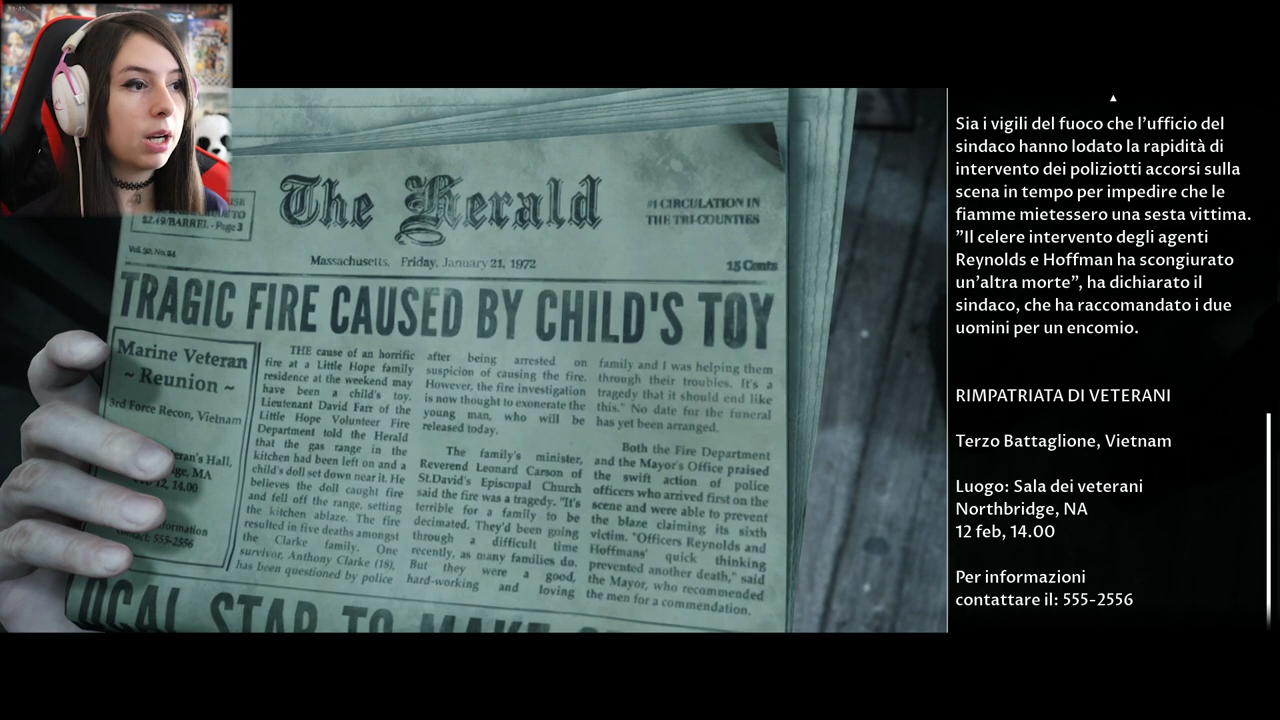 $2.19/BARREL - Page 3
The Herald
#1 CIRCULATION IN
THE TRI-COUNTIES
Massachusetts, Friday, January 21, 1972
15 Cents
TRAGIC FIRE CAUSED BY CHILD'S TOY
Marine Veteran
~ Reunion ~
3rd Force Recon, Vietnam
Hall,
MA
12, 14.00
555-2556
THE cause of an horrific
fire at a Little Hope family
residence at the weekend may
have been a child's toy.
Lieutenant David Farr of the
Little Hope Volunteer Fire
Department told the Herald
that the gas range in the
kitchen had been left on and a
child's doll set down near it. He
believes the doll caught fire
and fell off the range, setting
the kitchen ablaze. The fire
resulted in five deaths amongst
the Clarke family. One
survivor, Anthony Clarke (18),
has been questioned by police
after being arrested on
suspicion of causing the fire.
However, the fire investigation
is now thought to exonerate the
young man, who will be
released today.
The family's minister,
Reverend Leonard Carson of
St.David's Episcopal Church
said the fire was a tragedy. "It's
terrible for a family to be
decimated. They'd been going
through a difficult time
recently, as many families do.
But they were a good,
hard-working and loving
family and I was helping them
through their troubles. It's a
tragedy that it should end like
this." No date for the funeral
has yet been arranged.
Both the Fire Department
and the Mayor's Office praised
the swift action of police
officers who arrived first on the
scene and were able to prevent
the blaze claiming its sixth
victim. "Officers Reynolds and
Hoffmans' quick thinking
prevented another death," said
the Mayor, who recommended
the men for a commendation.
STAR TO MAKE
Sia i vigili del fuoco che l'ufficio del
sindaco hanno lodato la rapidità di
intervento dei poliziotti accorsi sulla
scena in tempo per impedire che le
fiamme mietessero una sesta vittima.
"Il celere intervento degli agenti
Reynolds e Hoffman ha scongiurato
un'altra morte", ha dichiarato il
sindaco, che ha raccomandato i due
uomini per un encomio.
RIMPATRIATA DI VETERANI
Terzo Battaglione, Vietnam
Luogo: Sala dei veterani
Northbridge, NA
12 feb, 14.00
Per informazioni
contattare il: 555-2556